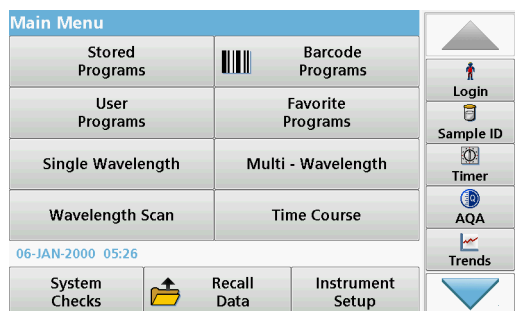 Main Menu
Stored
Programs
Barcode
Programs
User
Programs
Favorite
Programs
Single Wavelength
Multi - Wavelength
Wavelength Scan
Time Course
06-JAN-2000 05:26
System
Checks
Recall
Data
Instrument
Setup
Login
Sample ID
Timer
AQA
Trends